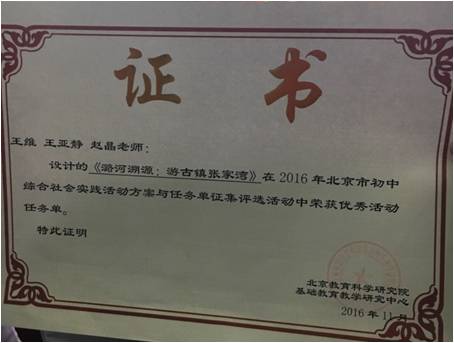 证书
王维 王亚静 赵晶老师：
设计的《潞河溯源：游古镇张家湾》在2016年北京市初中
综合社会实践活动方案与任务单征集评选活动中荣获优秀活动
任务单。
特此证明
北京教育科学研究院
基础教育教学研究中心
2016年11月